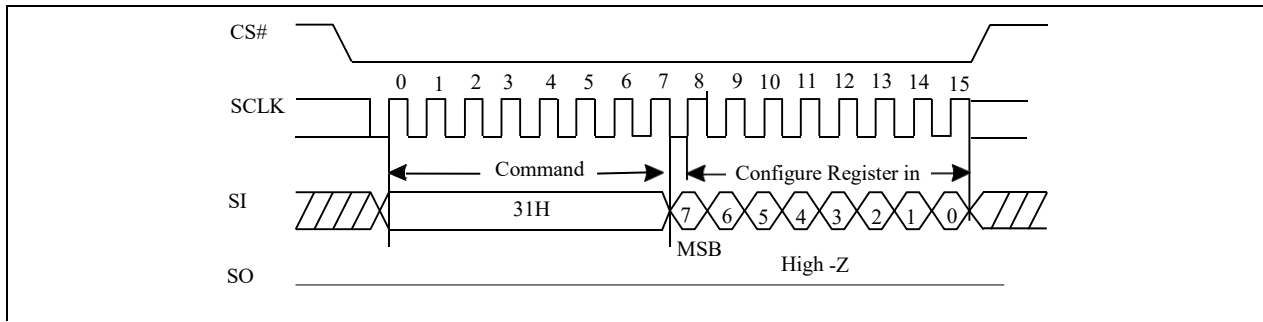 CS#
0 1 2 3 4 5 6 7 8 9 10 11 12 13 14 15
SCLK
Command Configure Register in
SI 31H 7 6 5 4 3 2 1 0
MSB
High -Z
SO